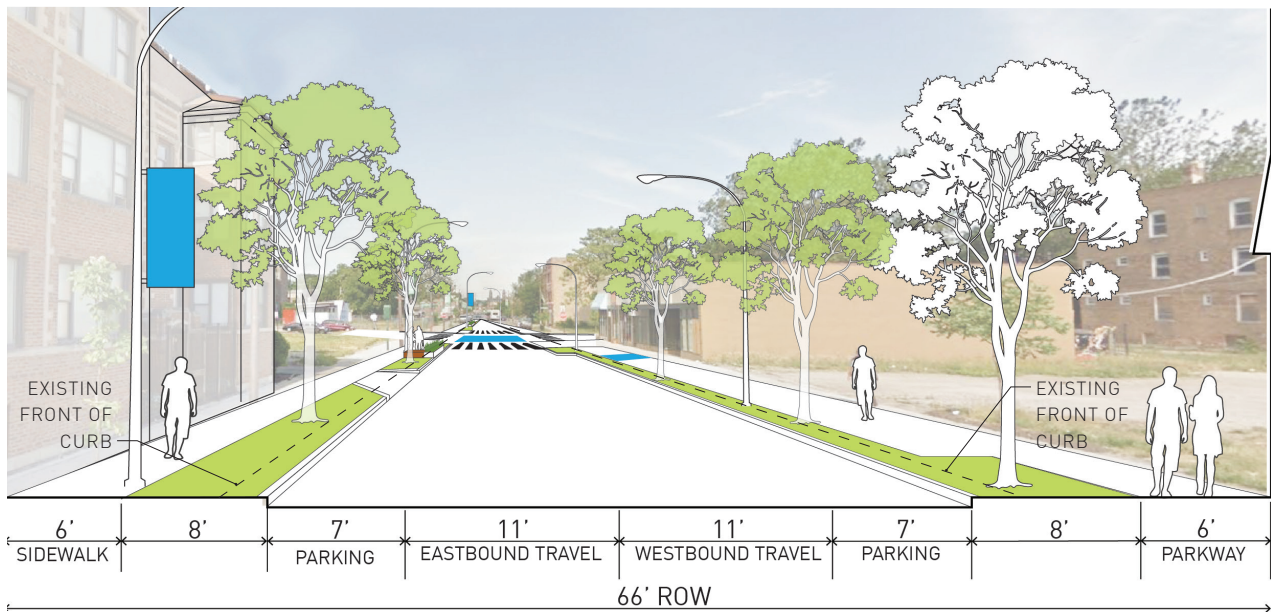 EXISTING
FRONT OF
CURB
EXISTING
FRONT OF
CURB
6’ 8’ 7’ 11’ 11’ 7’ 8’ 6’
SIDEWALK PARKING EASTBOUND TRAVEL WESTBOUND TRAVEL PARKING PARKWAY
66’ ROW